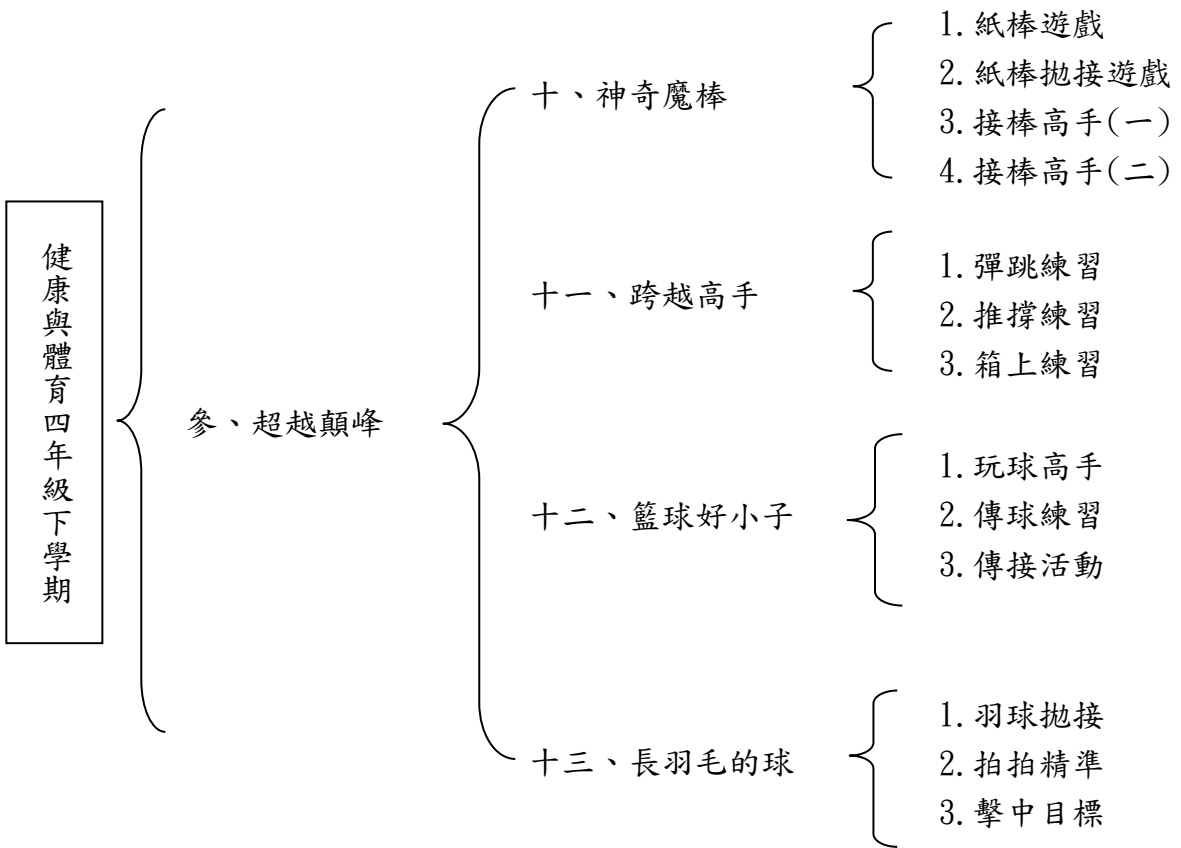 健康與體育四年級下學期
參、超越顛峰
十、神奇魔棒
1.紙棒遊戲
2.紙棒拋接遊戲
3.接棒高手(一)
4.接棒高手(二)
十一、跨越高手
1.彈跳練習
2.推撐練習
3.箱上練習
十二、籃球好小子
1.玩球高手
2.傳球練習
3.傳接活動
十三、長羽毛的球
1.羽球拋接
2.拍拍精準
3.擊中目標